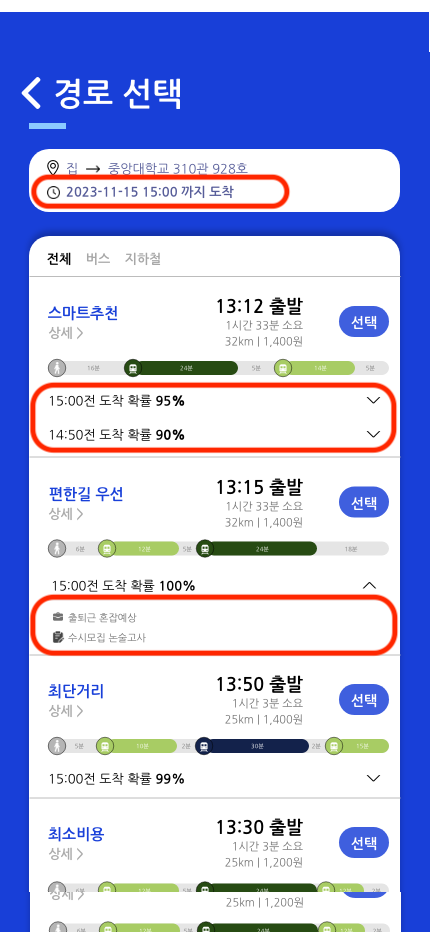 경로 선택
집 → 중앙대학교 310관 928호
2023-11-15 15:00 까지 도착
전체 버스 지하철
스마트추천 13:12 출발 선택
상세 > 1시간 33분 소요
32km | 1,400원
16분 24분 5분 14분 5분
15:00전 도착 확률 95%
14:50전 도착 확률 90%
편한길 우선 13:15 출발 선택
상세 > 1시간 33분 소요
32km | 1,400원
6분 12분 5분 24분 18분
15:00전 도착 확률 100%
출퇴근 혼잡예상
수시모집 논술고사
최단거리 13:50 출발 선택
상세 > 1시간 3분 소요
25km | 1,400원
5분 10분 2분 30분 2분 15분
15:00전 도착 확률 99%
최소비용 13:30 출발 선택
상세 > 1시간 3분 소요
25km | 1,200원
25km | 1,200원
6분 12분 5분 24분